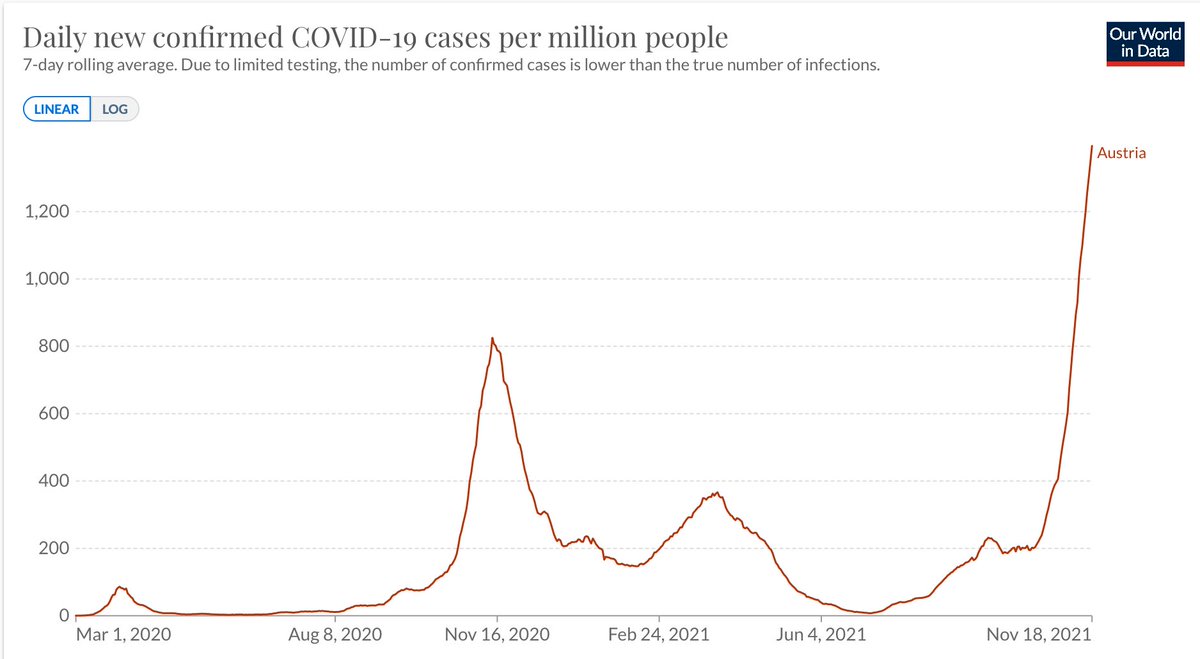 Daily new confirmed COVID-19 cases per million people
7-day rolling average. Due to limited testing, the number of confirmed cases is lower than the true number of infections.
Our World
in Data
LINEAR
LOG
Austria
1,200
1,000
800
600
400
200
0
Mar 1, 2020
Aug 8, 2020
Nov 16, 2020
Feb 24, 2021
Jun 4, 2021
Nov 18, 2021